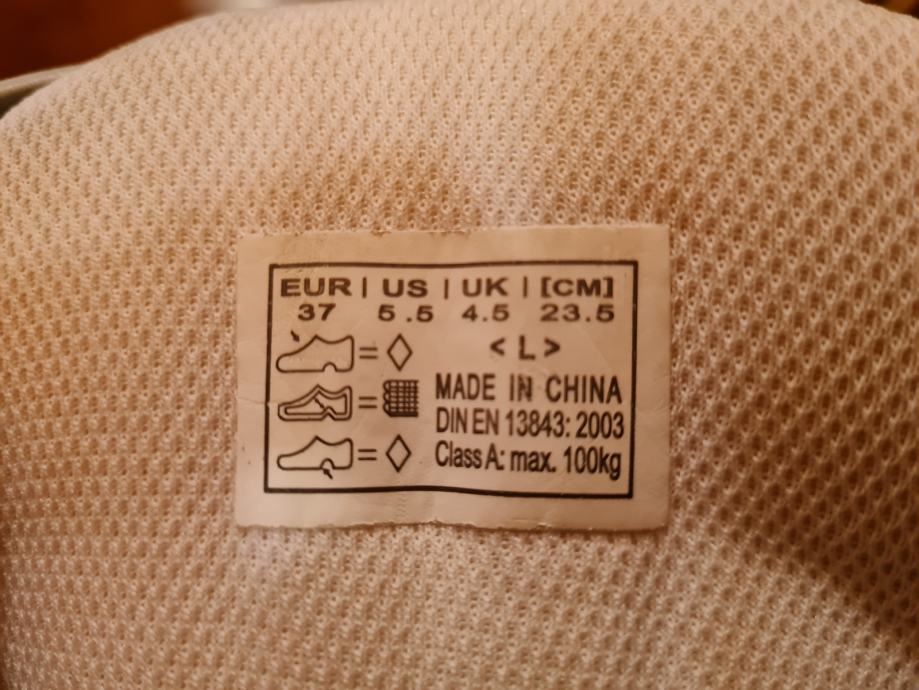 EUR | US | UK | [CM]
37 5.5 4.5 23.5
< L >
MADE IN CHINA
DIN EN 13843: 2003
Class A: max. 100kg